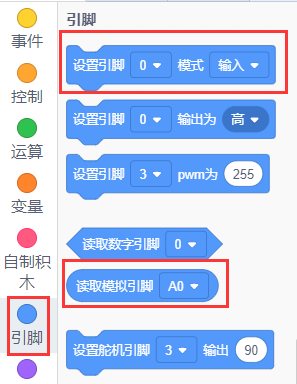 事件
控制
运算
变量
自制积
木
引脚
引脚
设置引脚 0 模式 输入
设置引脚 0 输出为 高
设置引脚 3 pwm为 255
读取数字引脚 0
读取模拟引脚 A0
设置舵机引脚 3 输出 90